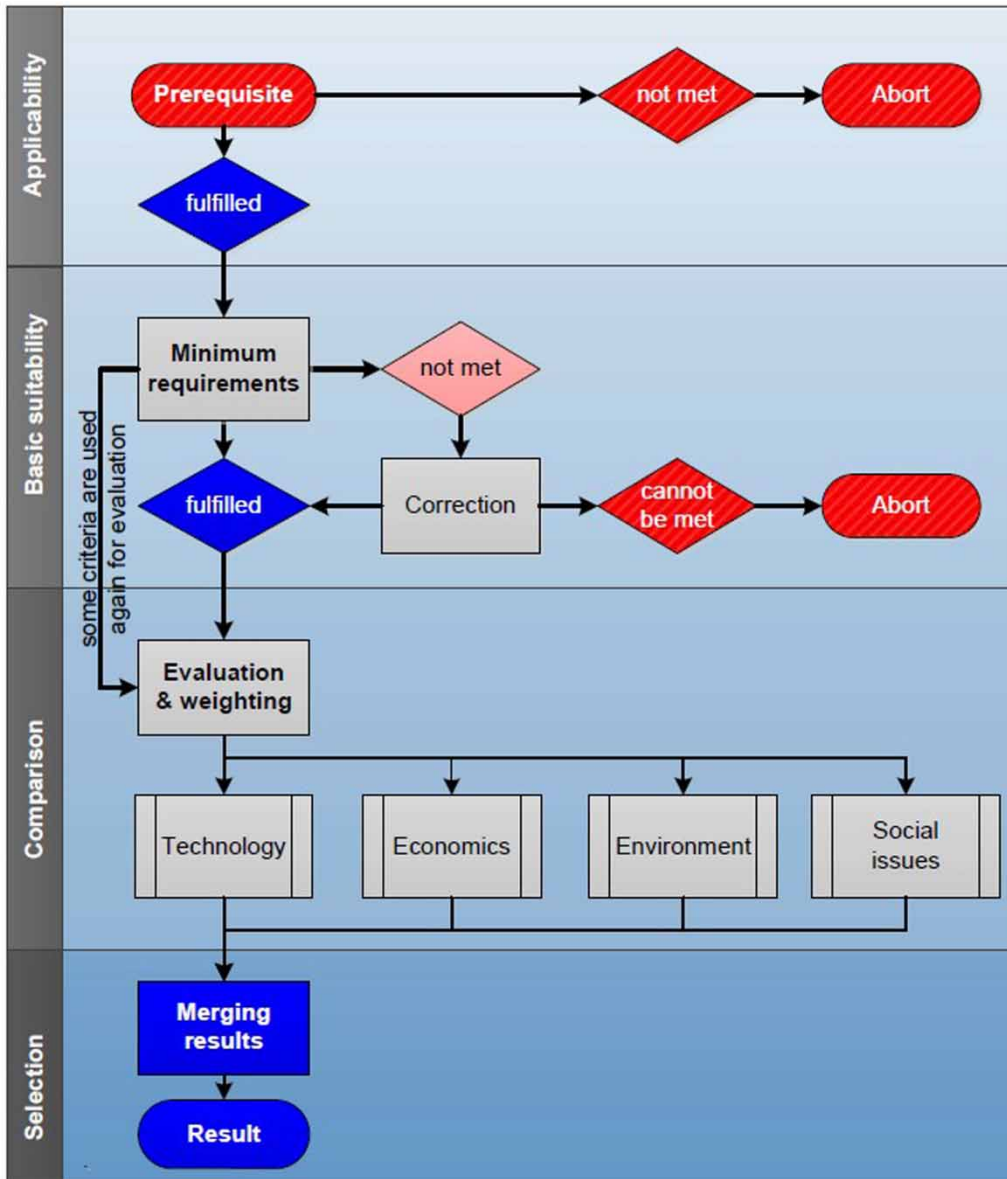 Applicability
Prerequisite
not met
Abort
fulfilled
Basic suitability
Minimum
requirements
not met
some criteria are used
again for evaluation
fulfilled
Correction
cannot
be met
Abort
Comparison
Evaluation
& weighting
Technology
Economics
Environment
Social
issues
Selection
Merging
results
Result